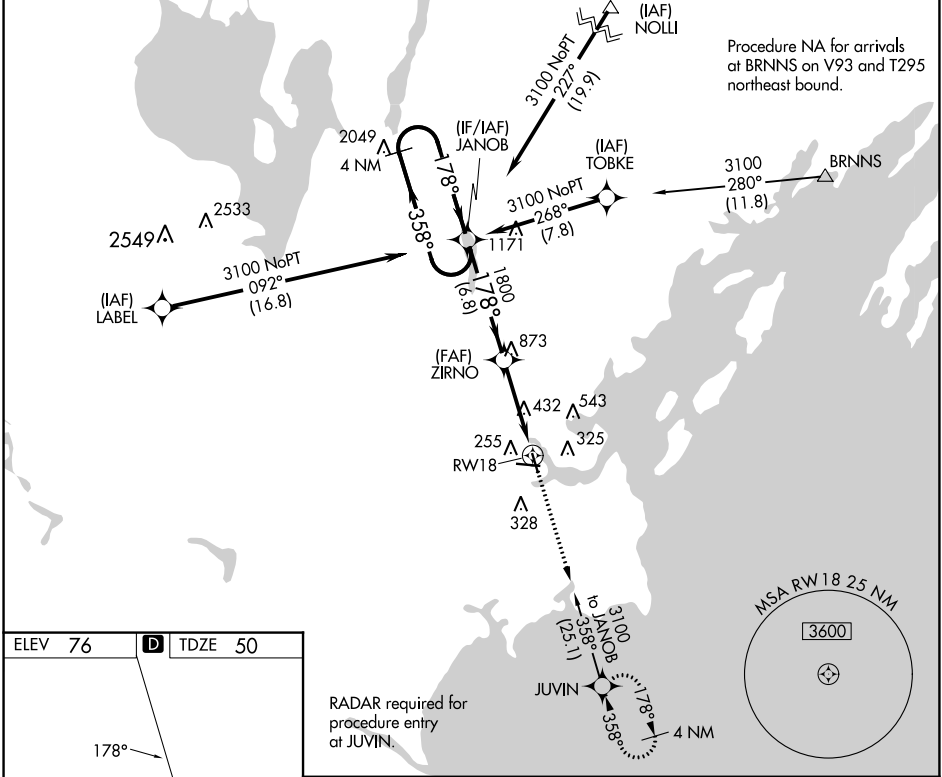 (IAF)
NOLLI
3100 NoPT
227°
(19.9)
Procedure NA for arrivals
at BRNNS on V93 and T295
northeast bound.
2049
4 NM
(IF/IAF)
JANOB
178°
358°
(IAF)
TOBKE
3100 NoPT
268°
(7.8)
BRNNS
3100
280°
(11.8)
2549
2533
1171
3100 NoPT
092°
(16.8)
(IAF)
LABEL
1800
178°
(6.8)
(FAF)
ZIRNO
873
432
543
255
325
RW18
328
3100
to JANOB
358°
(25.1)
JUVIN
178°
358°
4 NM
MSA RW18 25 NM
3600
ELEV 76
D
TDZE 50
178°
RADAR required for
procedure entry
at JUVIN.